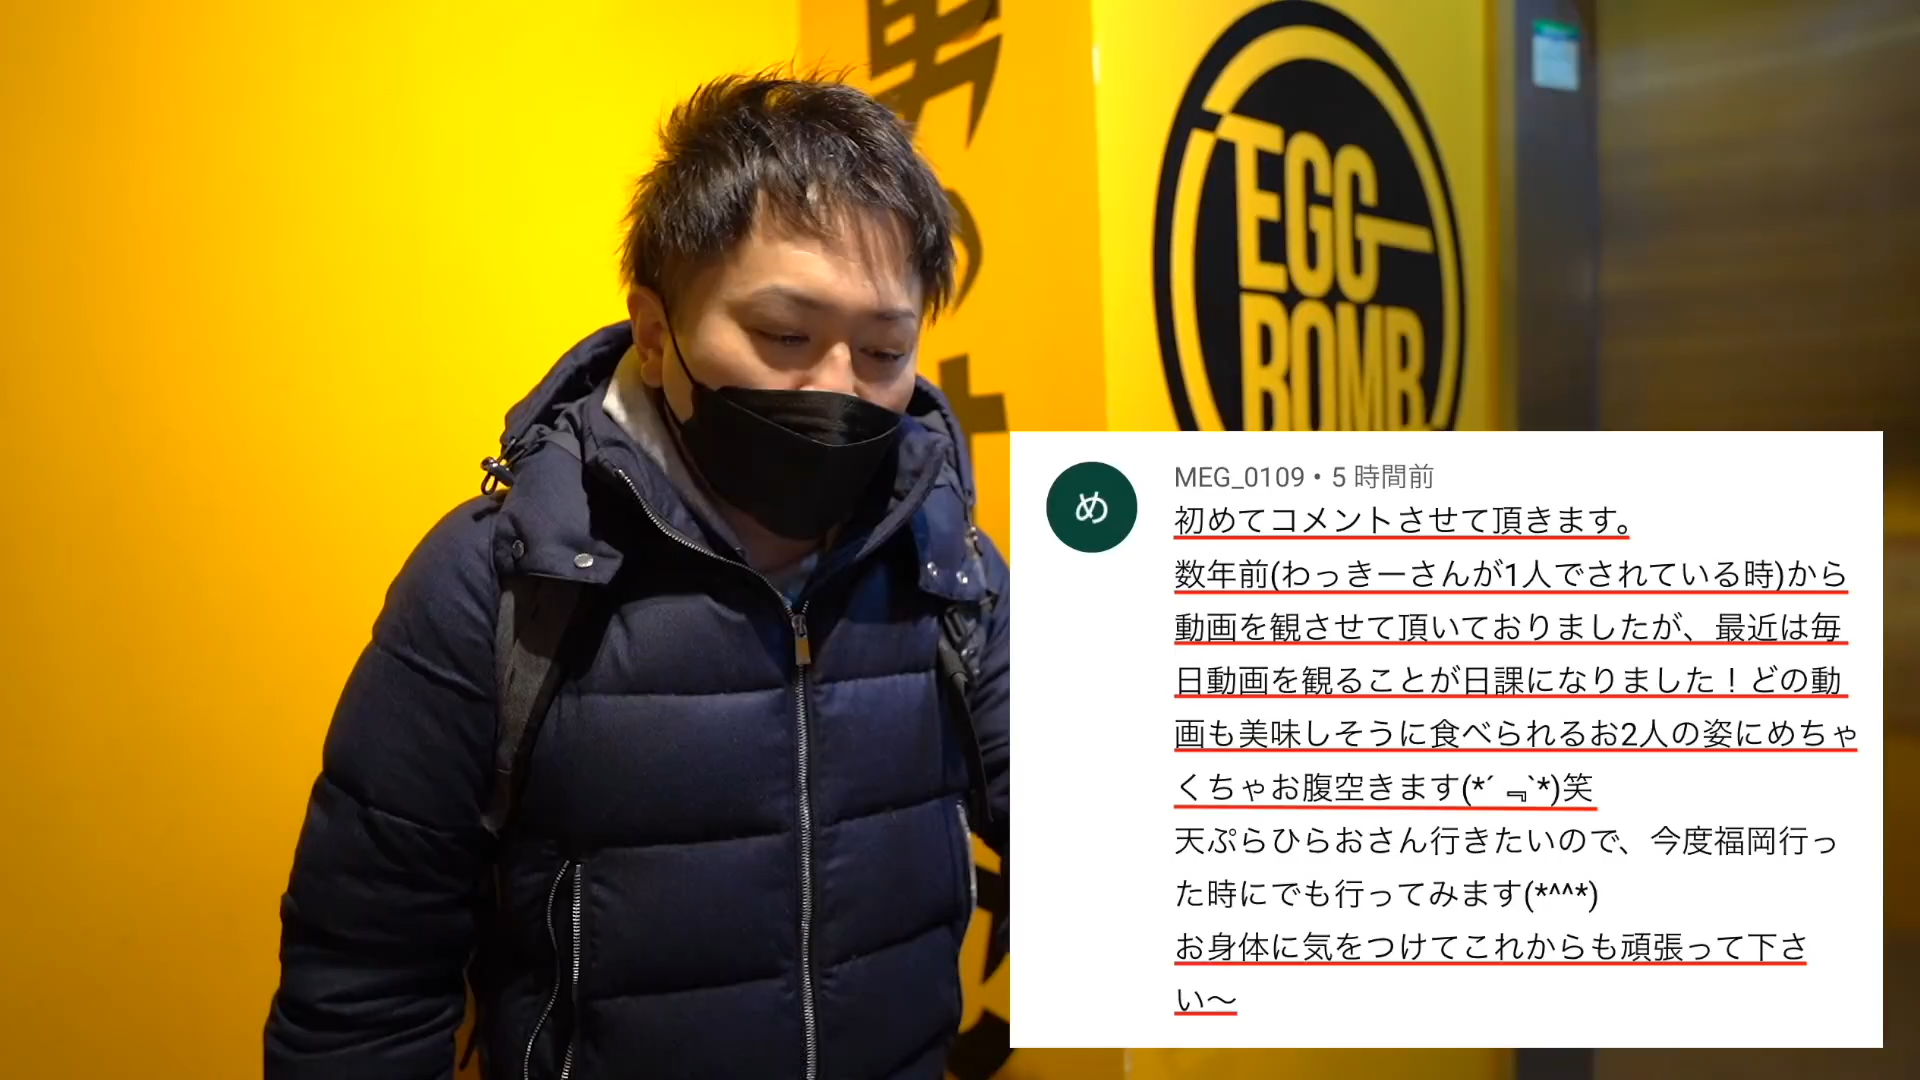 男の
EGG
BOMB
め
MEG_0109・5 時間前
初めてコメントさせて頂きます。
数年前(わっきーさんが1人でされている時)から
動画を観させて頂いておりましたが、最近は毎
日動画を観ることが日課になりました！どの動
画も美味しそうに食べられるお2人の姿にめちゃ
くちゃお腹空きます(*´﹃`*)笑
天ぷらひらおさん行きたいので、今度福岡行っ
た時にでも行ってみます(*^^*)
お身体に気をつけてこれからも頑張って下さ
い〜